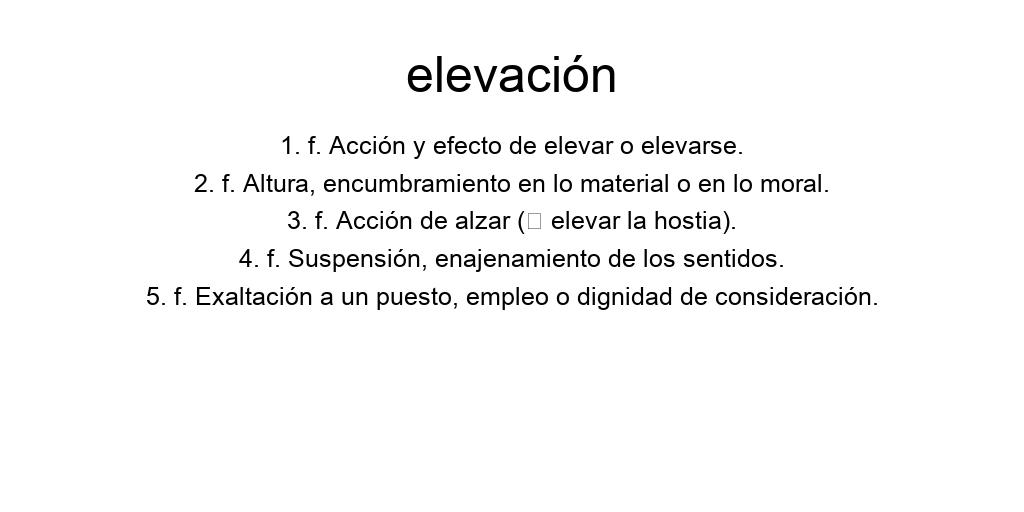 elevación
1. f. Acción y efecto de elevar o elevarse.
2. f. Altura, encumbramiento en lo material o en lo moral.
3. f. Acción de alzar (▯ elevar la hostia).
4. f. Suspensión, enajenamiento de los sentidos.
5. f. Exaltación a un puesto, empleo o dignidad de consideración.